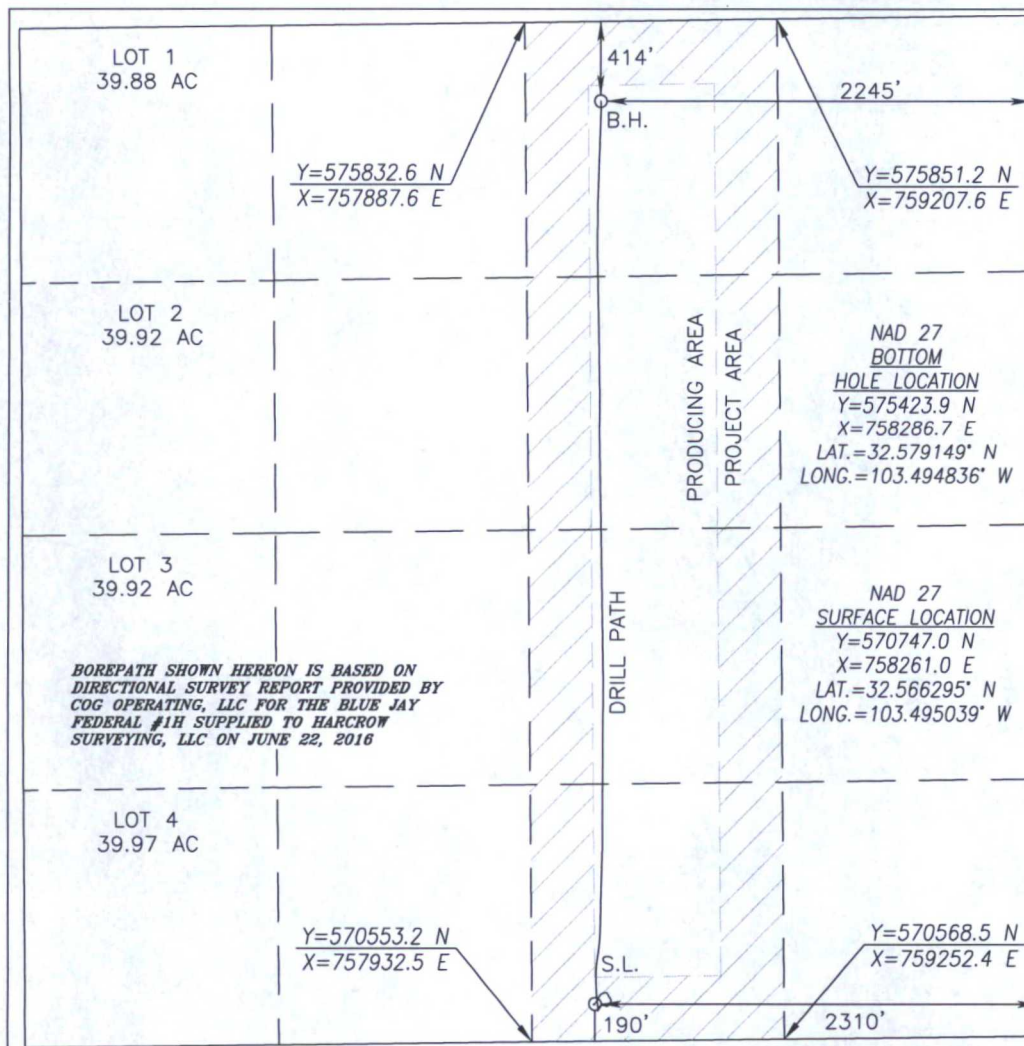 LOT 1
39.88 AC
414'
2245'
B.H.
Y=575832.6 N
X=757887.6 E
Y=575851.2 N
X=759207.6 E
LOT 2
39.92 AC
PRODUCING AREA
PROJECT AREA
NAD 27
BOTTOM
HOLE LOCATION
Y=575423.9 N
X=758286.7 E
LAT.=32.579149° N
LONG.=103.494836° W
LOT 3
39.92 AC
DRILL PATH
NAD 27
SURFACE LOCATION
Y=570747.0 N
X=758261.0 E
LAT.=32.566295° N
LONG.=103.495039° W
BOREPATH SHOWN HEREON IS BASED ON
DIRECTIONAL SURVEY REPORT PROVIDED BY
COG OPERATING, LLC FOR THE BLUE JAY
FEDERAL #1H SUPPLIED TO HARCROW
SURVEYING, LLC ON JUNE 22, 2016
LOT 4
39.97 AC
Y=570553.2 N
X=757932.5 E
S.L.
Y=570568.5 N
X=759252.4 E
190'
2310'